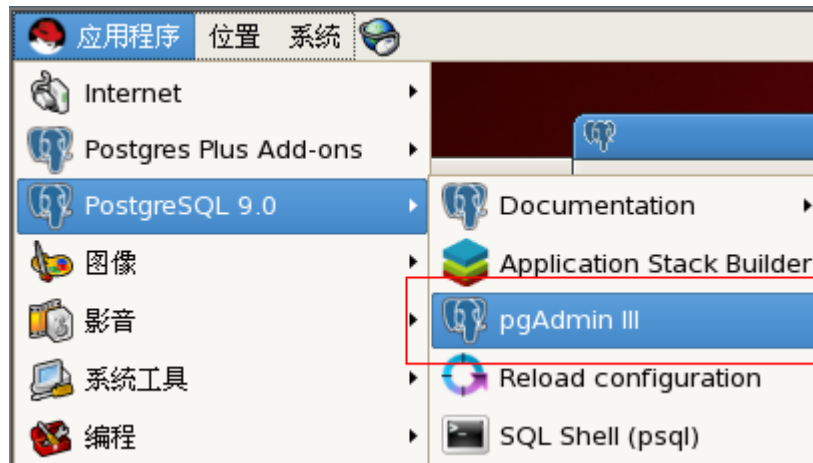 应用程序 位置 系统
Internet
Postgres Plus Add-ons
PostgreSQL 9.0
图像
影音
系统工具
编程
Documentation
Application Stack Builder
pgAdmin III
Reload configuration
SQL Shell (psql)